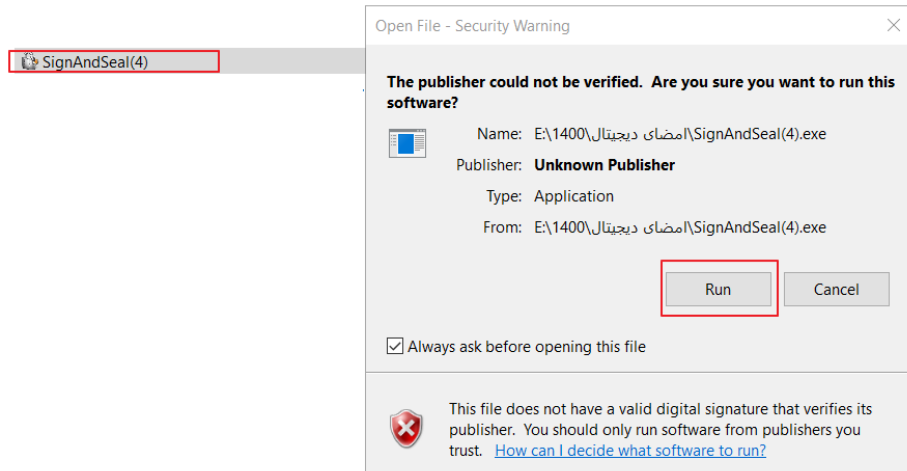 SignAndSeal(4)
Open File - Security Warning
The publisher could not be verified. Are you sure you want to run this
software?
Name: E:\1400\امضای دیجیتال\SignAndSeal(4).exe
Publisher: Unknown Publisher
Type: Application
From: E:\1400\امضای دیجیتال\SignAndSeal(4).exe
Run Cancel
Always ask before opening this file
This file does not have a valid digital signature that verifies its
publisher. You should only run software from publishers you
trust. How can I decide what software to run?